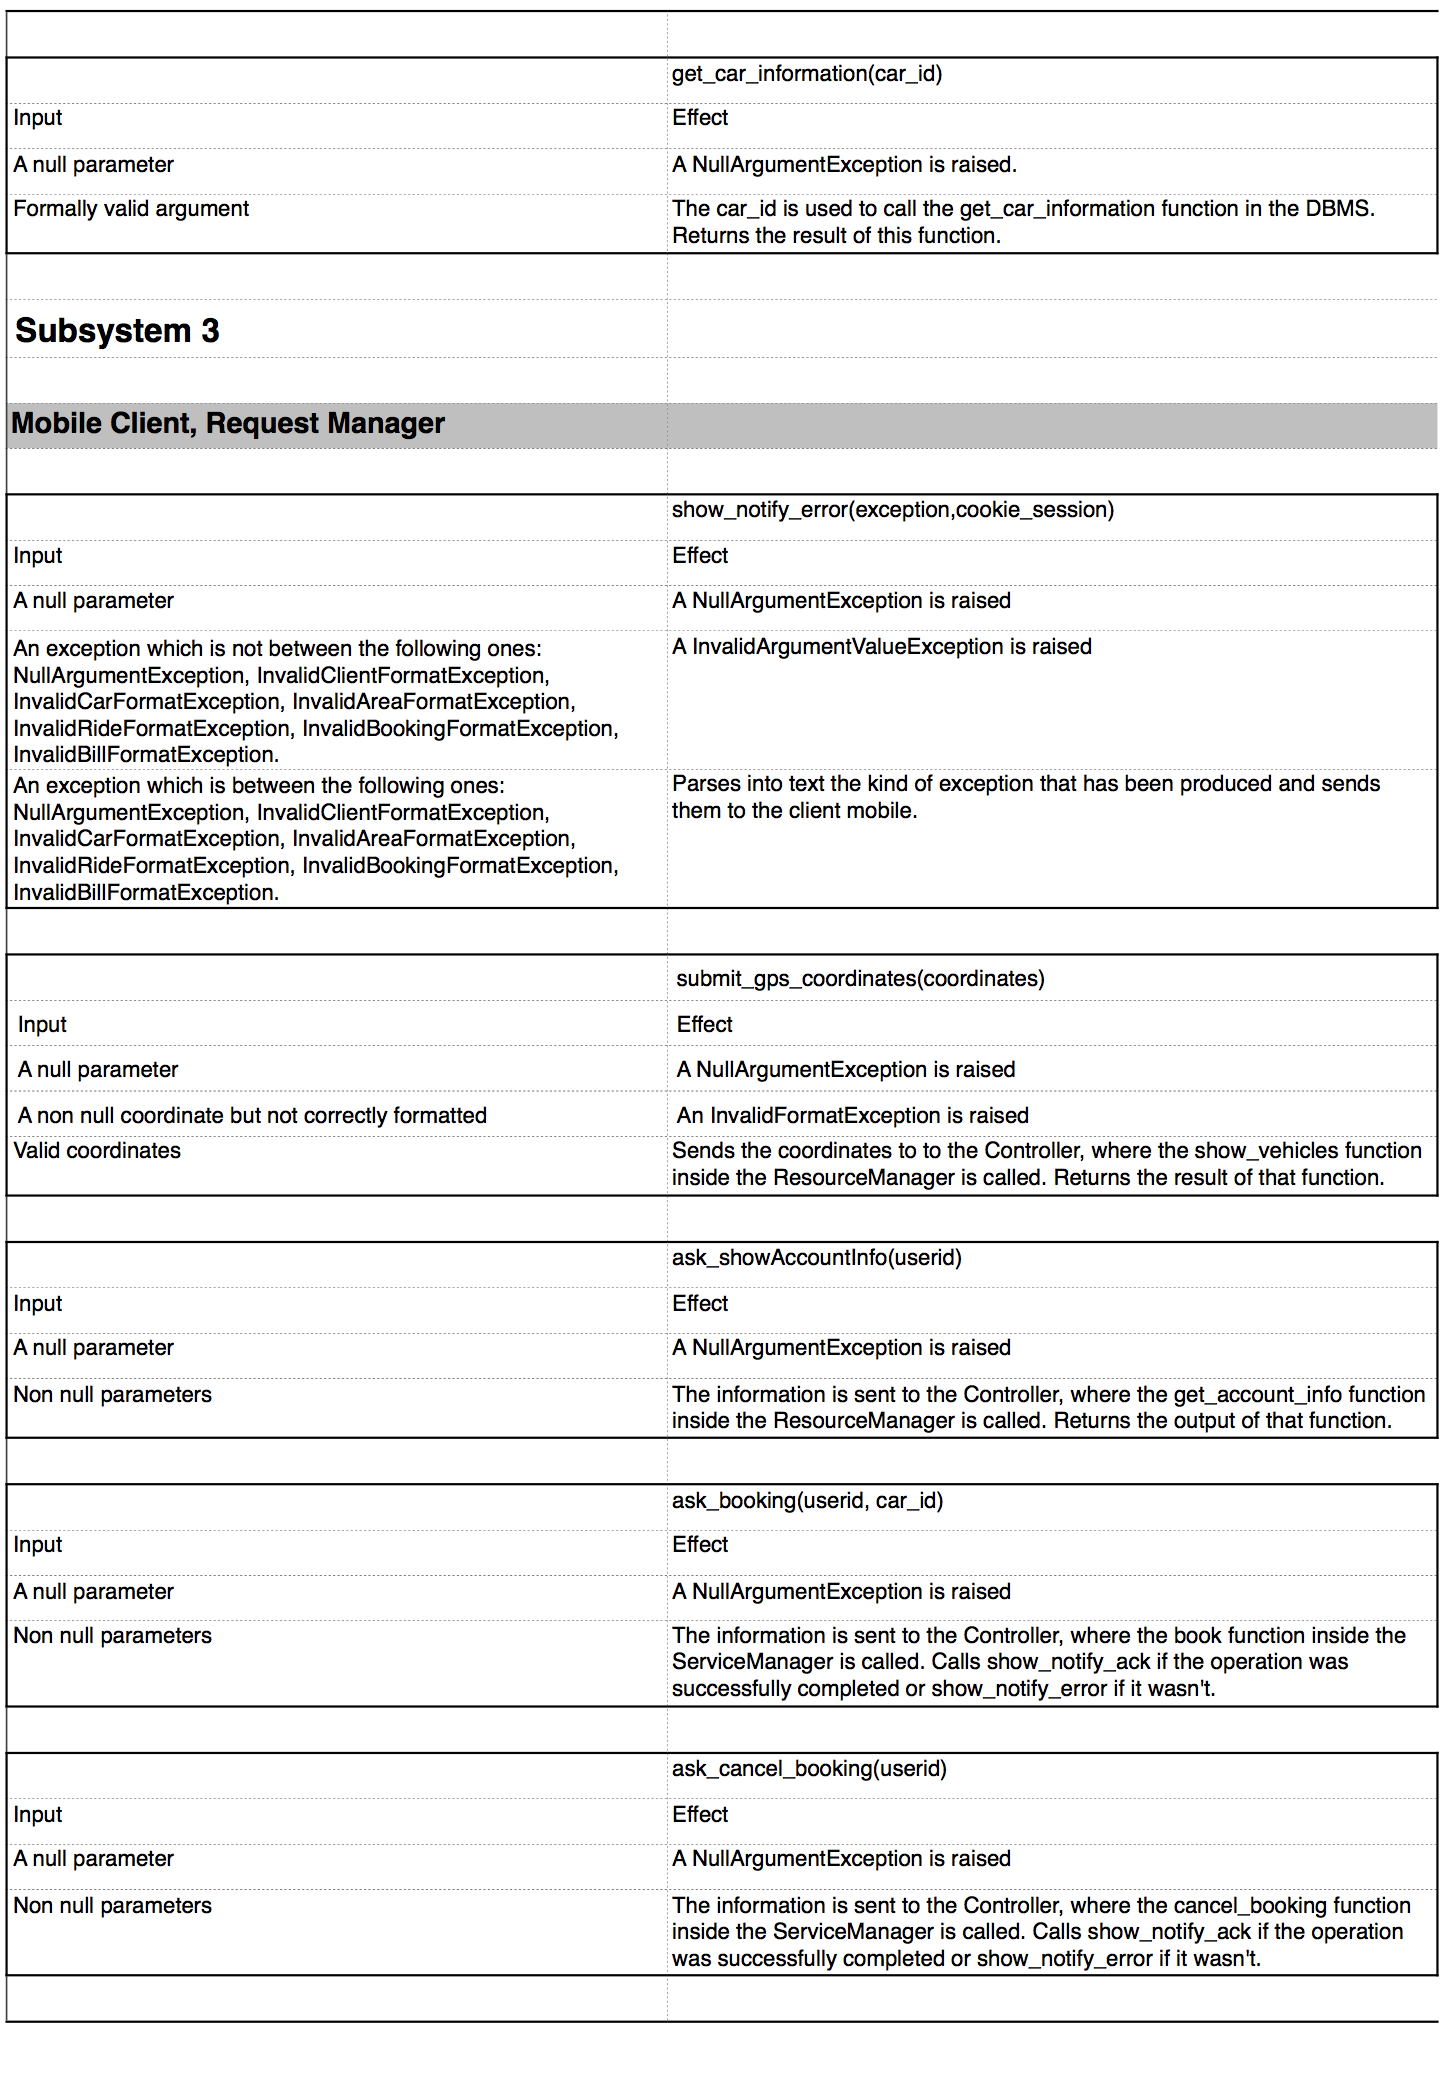 get_car_information(car_id)
Input
Effect
A null parameter
A NullArgumentException is raised.
Formally valid argument
The car_id is used to call the get_car_information function in the DBMS.
Returns the result of this function.
Subsystem 3
Mobile Client, Request Manager
show_notify_error(exception,cookie_session)
Input
Effect
A null parameter
A NullArgumentException is raised
An exception which is not between the following ones:
NullArgumentException, InvalidClientFormatException,
InvalidCarFormatException, InvalidAreaFormatException,
InvalidRideFormatException, InvalidBookingFormatException,
InvalidBillFormatException.
A InvalidArgumentValueException is raised
An exception which is between the following ones:
NullArgumentException, InvalidClientFormatException,
InvalidCarFormatException, InvalidAreaFormatException,
InvalidRideFormatException, InvalidBookingFormatException,
InvalidBillFormatException.
Parses into text the kind of exception that has been produced and sends
them to the client mobile.
submit_gps_coordinates(coordinates)
Input
Effect
A null parameter
A NullArgumentException is raised
A non null coordinate but not correctly formatted
An InvalidFormatException is raised
Valid coordinates
Sends the coordinates to to the Controller, where the show_vehicles function
inside the ResourceManager is called. Returns the result of that function.
ask_showAccountInfo(userid)
Input
Effect
A null parameter
A NullArgumentException is raised
Non null parameters
The information is sent to the Controller, where the get_account_info function
inside the ResourceManager is called. Returns the output of that function.
ask_booking(userid, car_id)
Input
Effect
A null parameter
A NullArgumentException is raised
Non null parameters
The information is sent to the Controller, where the book function inside the
ServiceManager is called. Calls show_notify_ack if the operation was
successfully completed or show_notify_error if it wasn't.
ask_cancel_booking(userid)
Input
Effect
A null parameter
A NullArgumentException is raised
Non null parameters
The information is sent to the Controller, where the cancel_booking function
inside the ServiceManager is called. Calls show_notify_ack if the operation
was successfully completed or show_notify_error if it wasn't.